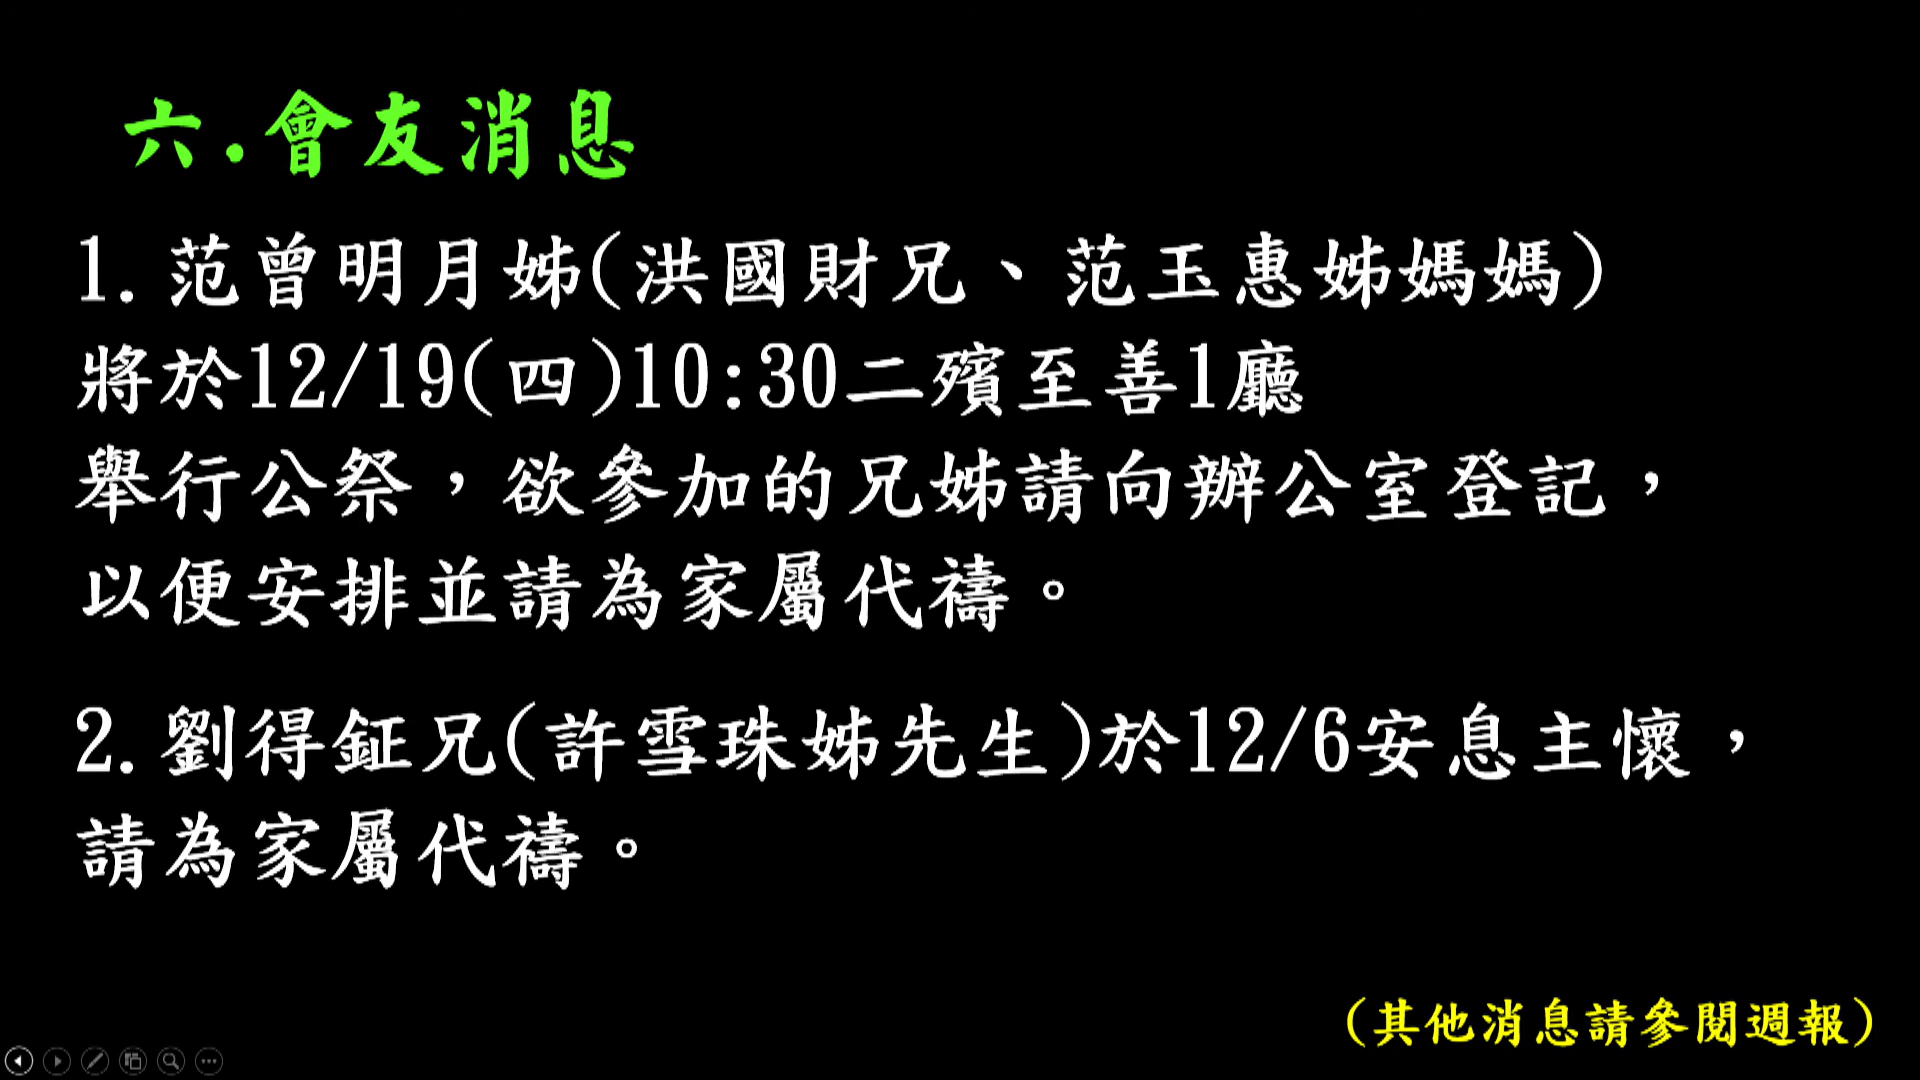 六.會友消息
1.范曾明月姊(洪國財兄、范玉惠姊媽媽)
將於12/19(四)10:30二殯至善1廳
舉行公祭，欲參加的兄姊請向辦公室登記，
以便安排並請為家屬代禱。
2.劉得鉦兄(許雪珠姊先生)於12/6安息主懷，
請為家屬代禱。
(其他消息請參閱週報)